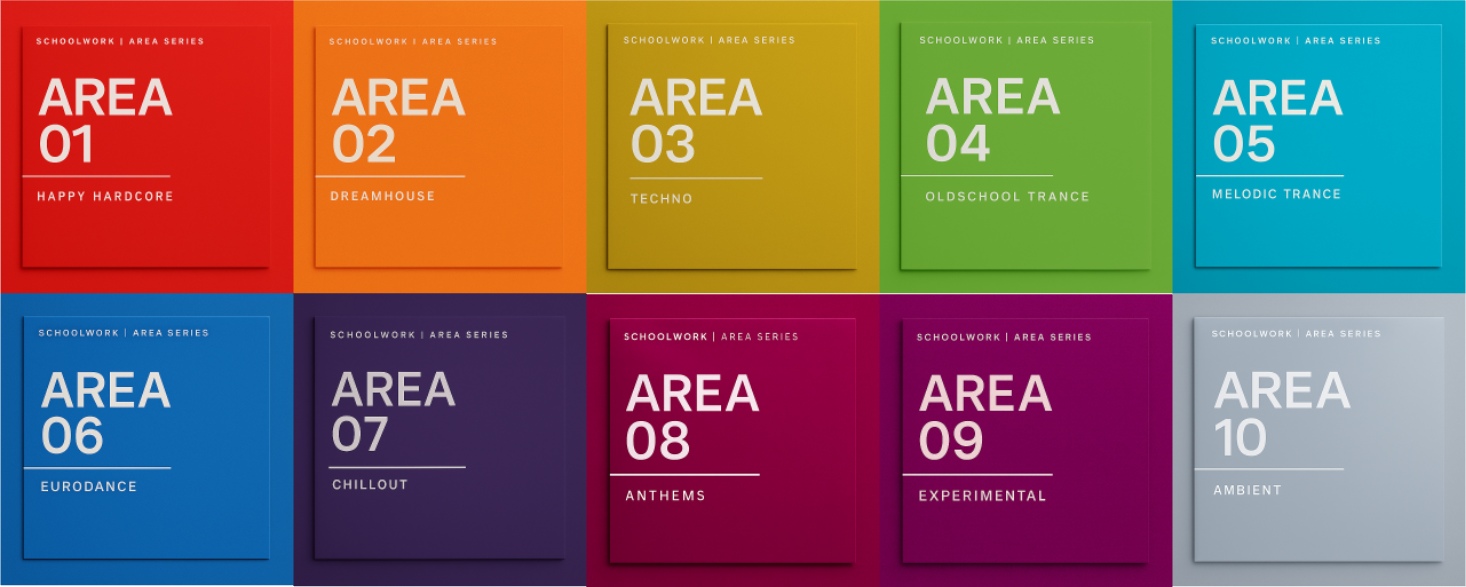 SCHOOLWORK | AREA SERIES
AREA
01
HAPPY HARDCORE
SCHOOLWORK | AREA SERIES
AREA
02
DREAMHOUSE
SCHOOLWORK | AREA SERIES
AREA
03
TECHNO
SCHOOLWORK | AREA SERIES
AREA
04
OLDSCHOOL TRANCE
SCHOOLWORK | AREA SERIES
AREA
05
MELODIC TRANCE
SCHOOLWORK | AREA SERIES
AREA
06
EURODANCE
SCHOOLWORK | AREA SERIES
AREA
07
CHILLOUT
SCHOOLWORK | AREA SERIES
AREA
08
ANTHEMS
SCHOOLWORK | AREA SERIES
AREA
09
EXPERIMENTAL
SCHOOLWORK | AREA SERIES
AREA
10
AMBIENT